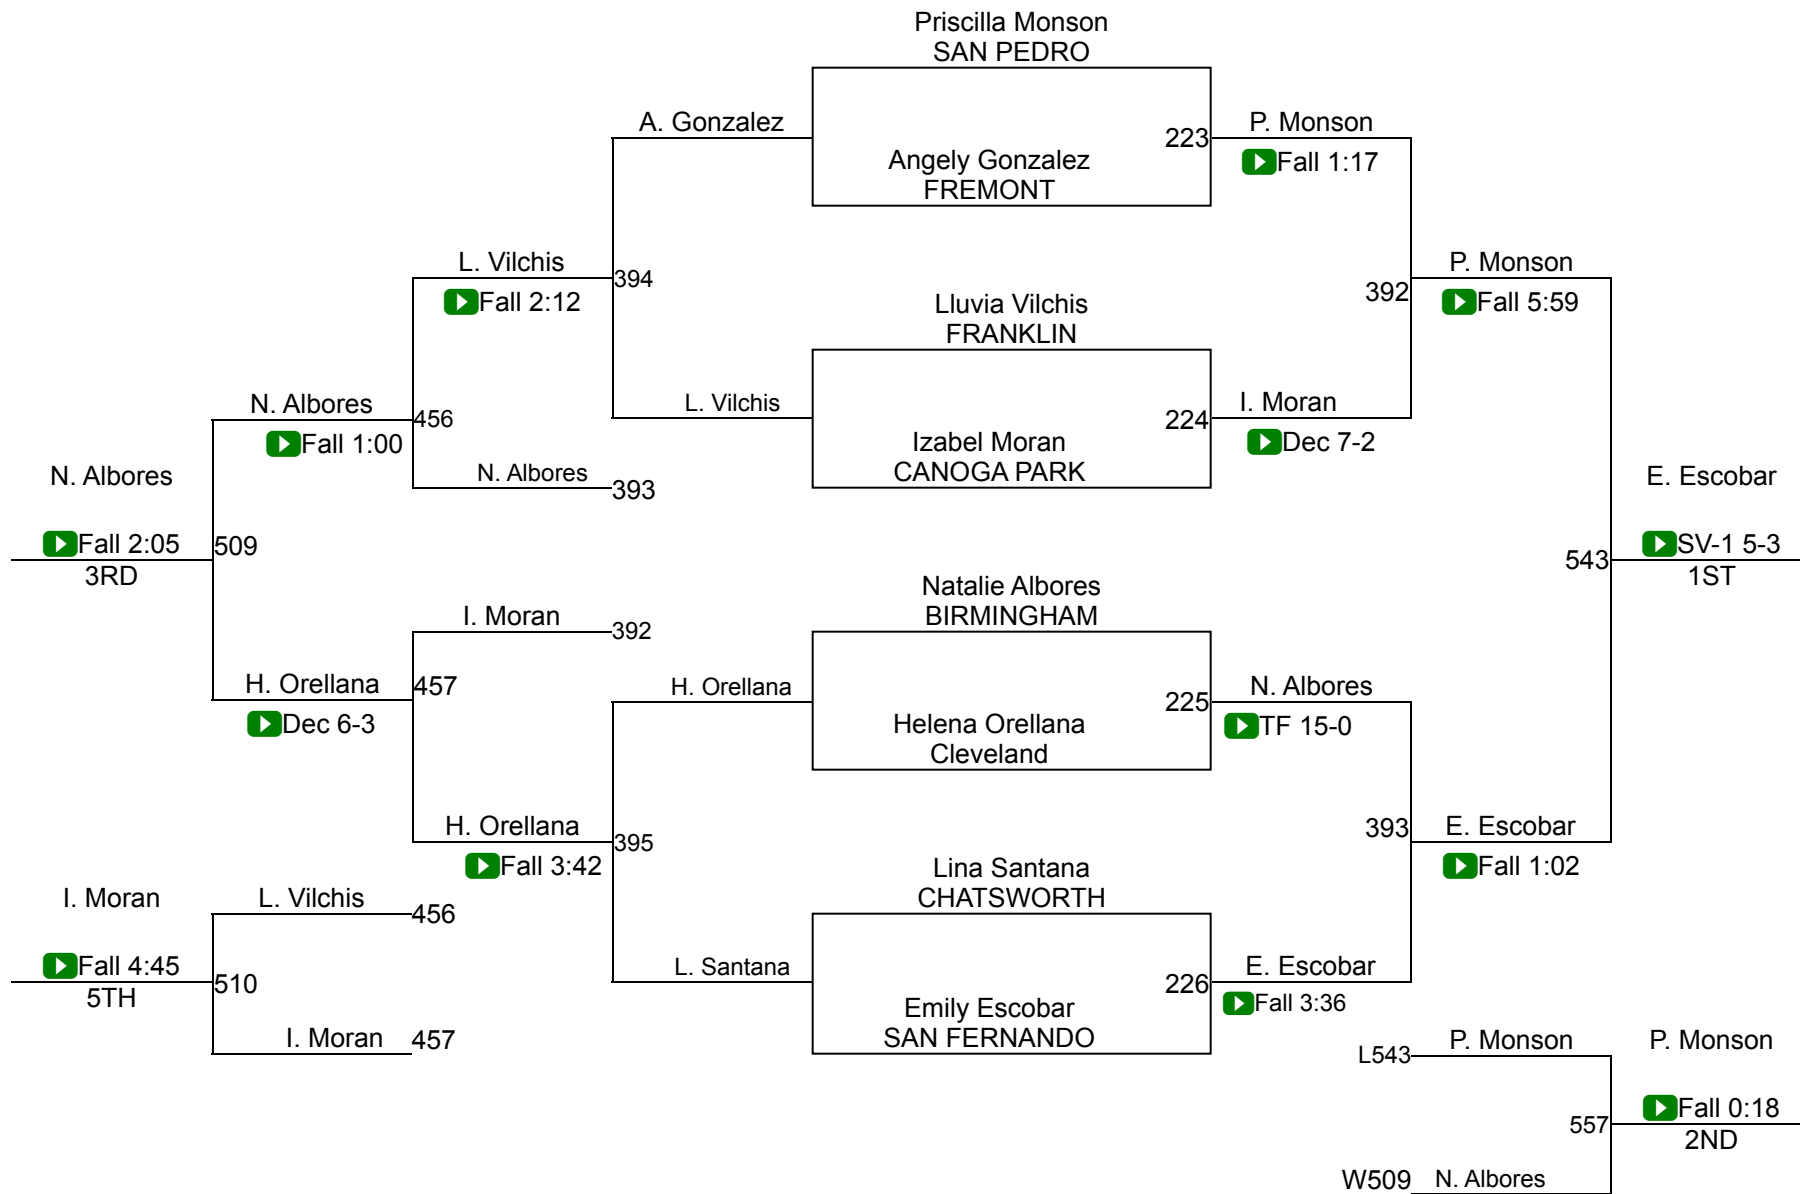 Priscilla Monson
SAN PEDRO
A. Gonzalez
223
P. Monson
Angely Gonzalez
FREMONT
Fall 1:17
L. Vilchis
394
P. Monson
Fall 2:12
392
Fall 5:59
Lluvia Vilchis
FRANKLIN
N. Albores
456
L. Vilchis
224
I. Moran
Fall 1:00
Izabel Moran
CANOGA PARK
Dec 7-2
N. Albores
N. Albores
393
E. Escobar
Fall 2:05
509
543
SV-1 5-3
3RD
1ST
Natalie Albores
BIRMINGHAM
I. Moran
392
H. Orellana
457
H. Orellana
225
N. Albores
Dec 6-3
Helena Orellana
Cleveland
TF 15-0
H. Orellana
395
393
E. Escobar
Fall 3:42
Fall 1:02
Lina Santana
CHATSWORTH
I. Moran
L. Vilchis
456
Fall 4:45
510
5TH
L. Santana
226
E. Escobar
Emily Escobar
SAN FERNANDO
Fall 3:36
I. Moran
457
L543
P. Monson
P. Monson
557
Fall 0:18
2ND
W509
N. Albores